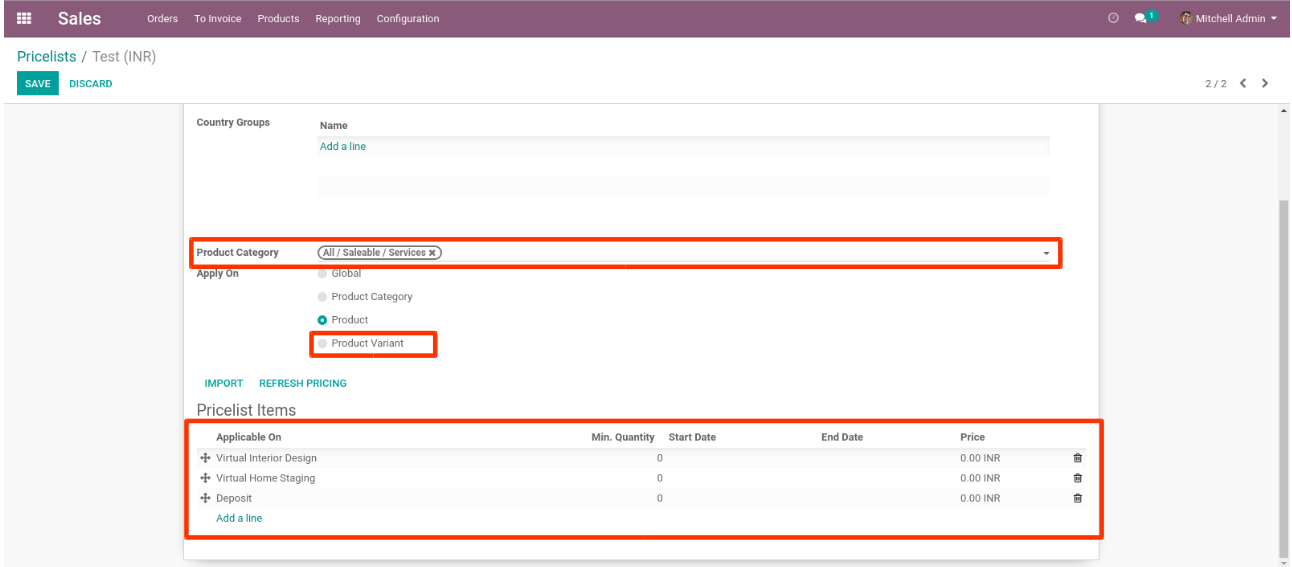 Sales Orders To Invoice Products Reporting Configuration 1 Mitchell Admin
Pricelists / Test (INR)
SAVE DISCARD 2 / 2
Country Groups Name
Add a line
Product Category All / Saleable / Services ×
Apply On Global
Product Category
Product
Product Variant
IMPORT REFRESH PRICING
Pricelist Items
Applicable On Min. Quantity Start Date End Date Price
Virtual Interior Design 0 0.00 INR
Virtual Home Staging 0 0.00 INR
Deposit 0 0.00 INR
Add a line